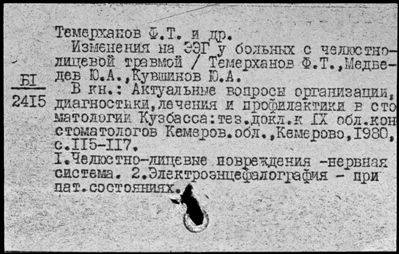 Темерханов Ф.Т. и др.
Изменения на ЭЭГ у больных с челюстно-
лицевой травмой / Темерханов Ф.Т.,Медве-
дев Ю.А.,Кувшинов Ю.А.
БI
2415
В кн.: Актуальные вопросы организации,
диагностики,лечения и профилактики в сто
матологии Кузбасса:тез.докл.к IX обл.кон
стоматологов Кемеров.обл.,Кемерово,1980,
с.II5-II7.
I.Челюстно-лицевые повреждения -нервная
система. 2.Электроэнцефалография - при
пат.состояниях.